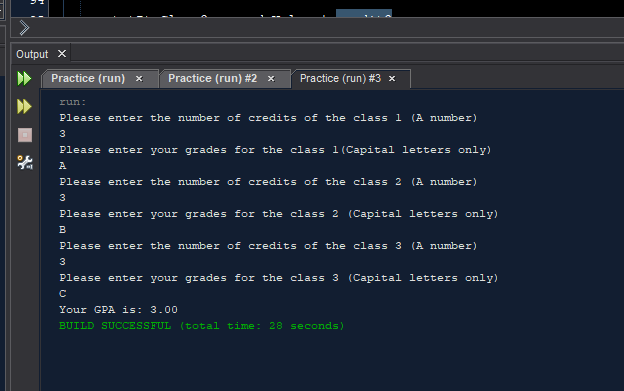 Output
Practice (run) Practice (run) #2 Practice (run) #3
run:
Please enter the number of credits of the class 1 (A number)
3
Please enter your grades for the class 1(Capital letters only)
A
Please enter the number of credits of the class 2 (A number)
3
Please enter your grades for the class 2 (Capital letters only)
B
Please enter the number of credits of the class 3 (A number)
3
Please enter your grades for the class 3 (Capital letters only)
C
Your GPA is: 3.00
BUILD SUCCESSFUL (total time: 28 seconds)